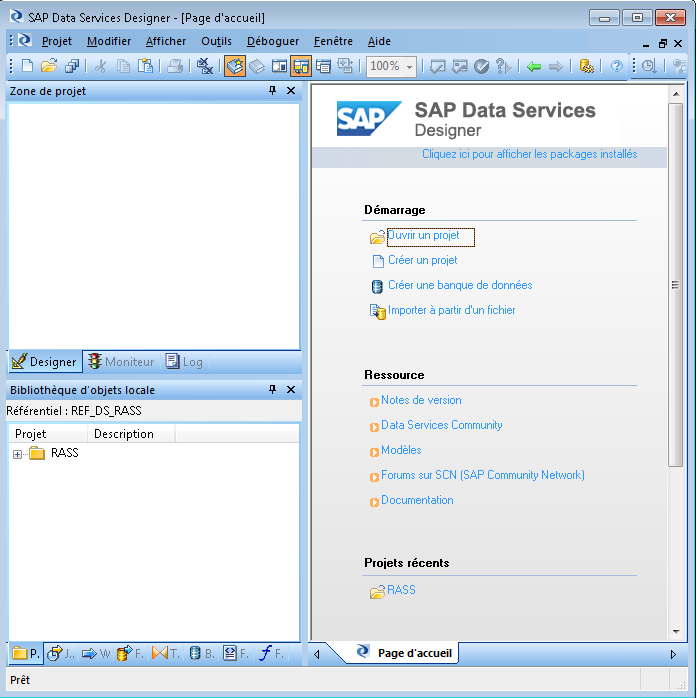 SAP Data Services Designer - [Page d'accueil]
Projet Modifier Afficher Outils Déboguer Fenêtre Aide
100%
Zone de projet
Designer Moniteur Log
Bibliothèque d'objets locale
Référentiel : REF_DS_RASS
Projet Description
RASS
P. J.. W F. T. B. F. F.
SAP SAP Data Services
Designer
Cliquez ici pour afficher les packages installés
Démarrage
Ouvrir un projet
Créer un projet
Créer une banque de données
Importer à partir d'un fichier
Ressource
Notes de version
Data Services Community
Modèles
Forums sur SCN (SAP Community Network)
Documentation
Projets récents
RASS
Page d'accueil
Prêt